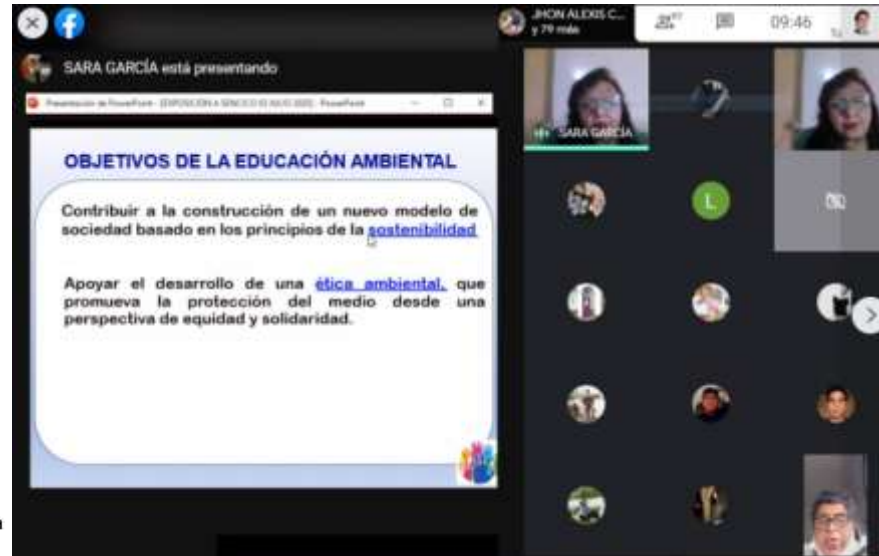 JHON ALEXIS C...
y 79 más
09:46
SARA GARCÍA está presentando
OBJETIVOS DE LA EDUCACIÓN AMBIENTAL
Contribuir a la construcción de un nuevo modelo de
sociedad basado en los principios de la sostenibilidad
Apoyar el desarrollo de una ética ambiental, que
promueva la protección del medio desde una
perspectiva de equidad y solidaridad.
SARA GARCÍA
L